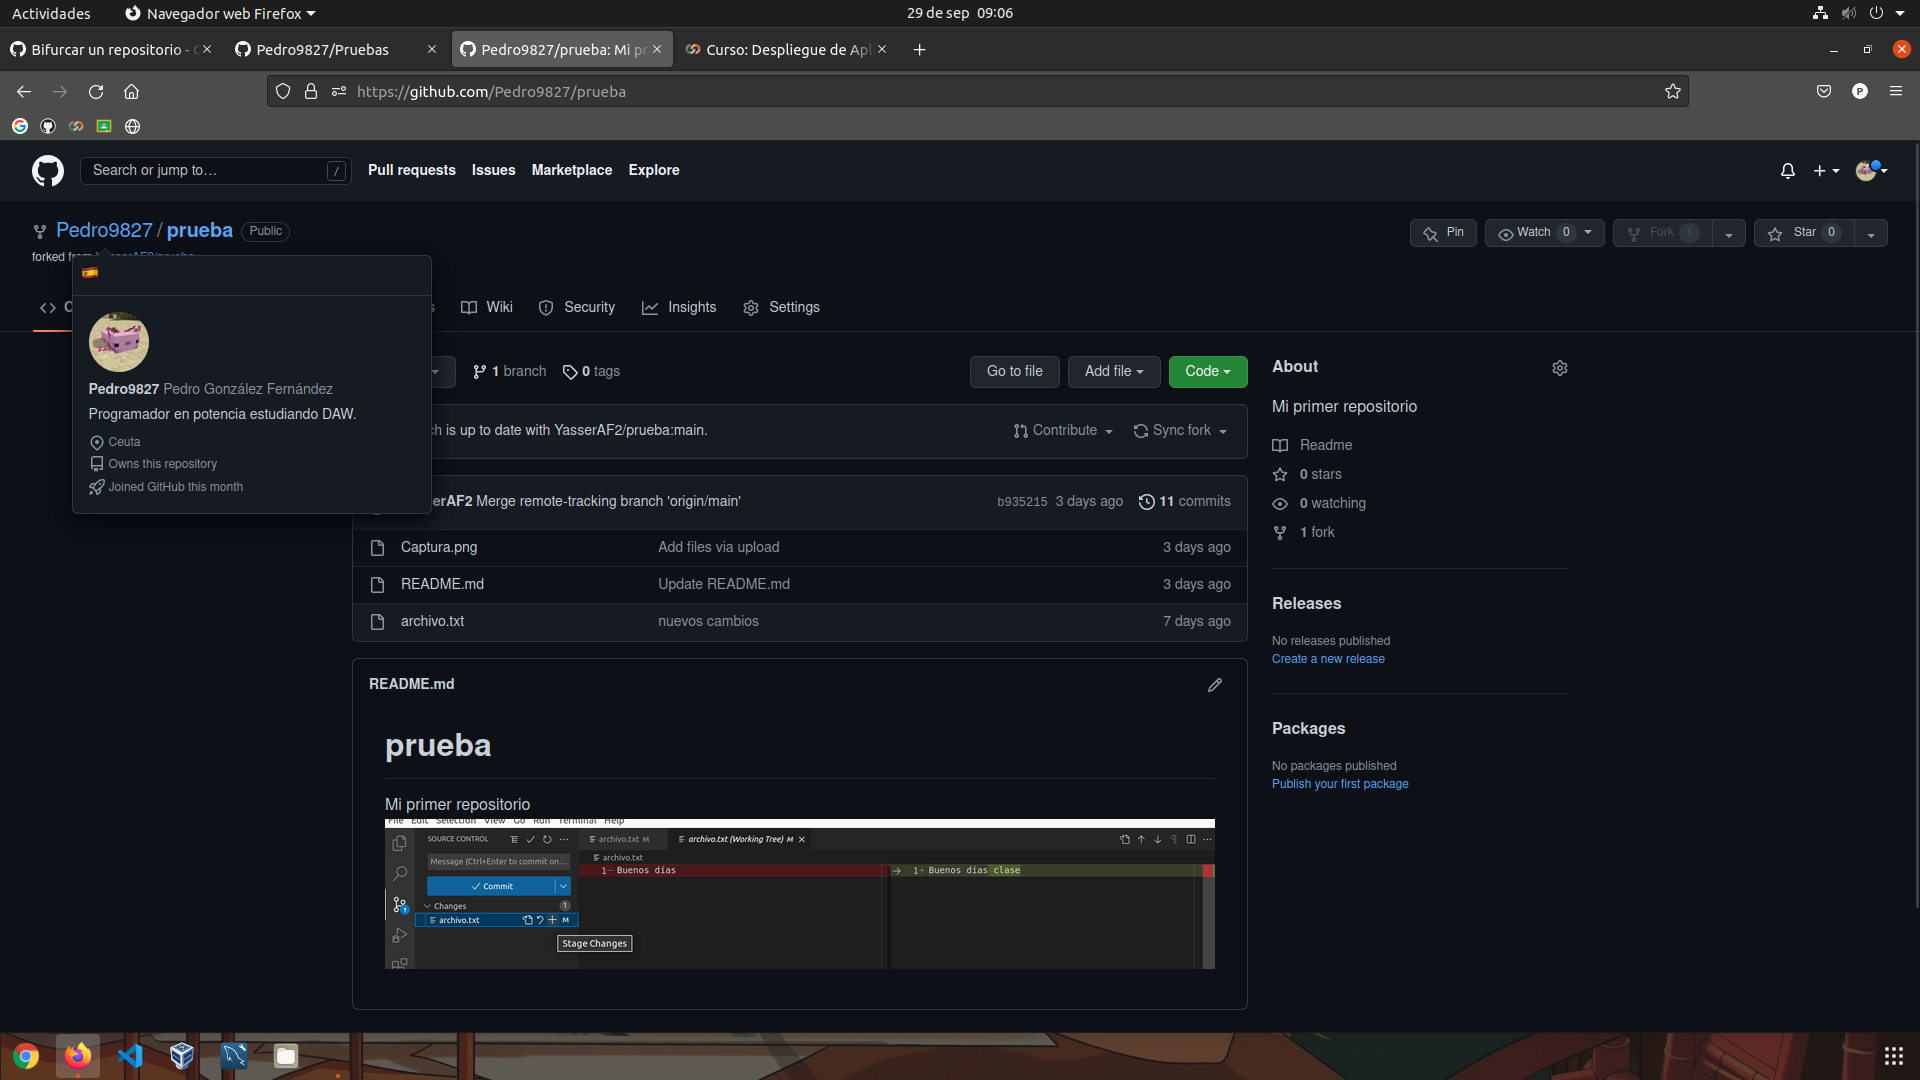 Actividades
Navegador web Firefox
29 de sep 09:06
Bifurcar un repositorio -
Pedro9827/Pruebas
Pedro9827/prueba: Mi pr
Curso: Despliegue de Apl
https://github.com/Pedro9827/prueba
P
Search or jump to…
/
Pull requests
Issues
Marketplace
Explore
Pedro9827 / prueba
Public
Pin
Watch 0
Fork 1
Star 0
forked from YasserAF2/prueba
Wiki
Security
Insights
Settings
Pedro9827 Pedro González Fernández
Programador en potencia estudiando DAW.
Ceuta
Owns this repository
Joined GitHub this month
1 branch
0 tags
Go to file
Add file
Code
is up to date with YasserAF2/prueba:main.
Contribute
Sync fork
erAF2 Merge remote-tracking branch 'origin/main'
b935215
3 days ago
11 commits
Captura.png
Add files via upload
3 days ago
README.md
Update README.md
3 days ago
archivo.txt
nuevos cambios
7 days ago
About
Mi primer repositorio
Readme
0 stars
0 watching
1 fork
Releases
No releases published
Create a new release
Packages
No packages published
Publish your first package
README.md
prueba
Mi primer repositorio
File Edit Selection View Go Run Terminal Help
SOURCE CONTROL
archivo.txt M
archivo.txt (Working Tree) M
Message (Ctrl+Enter to commit on...
archivo.txt
1− Buenos días
1+ Buenos días clase
Commit
Changes
1
archivo.txt
M
1
Stage Changes